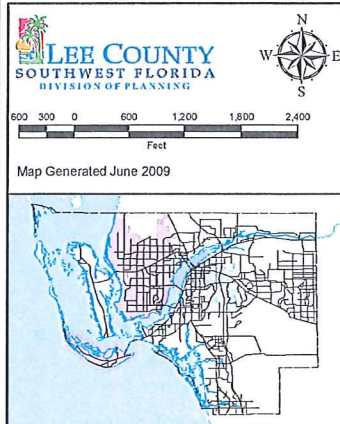 LEE COUNTY
SOUTHWEST FLORIDA
DIVISION OF PLANNING
N
W E
S
600 300 0 600 1,200 1,800 2,400
Feet
Map Generated June 2009